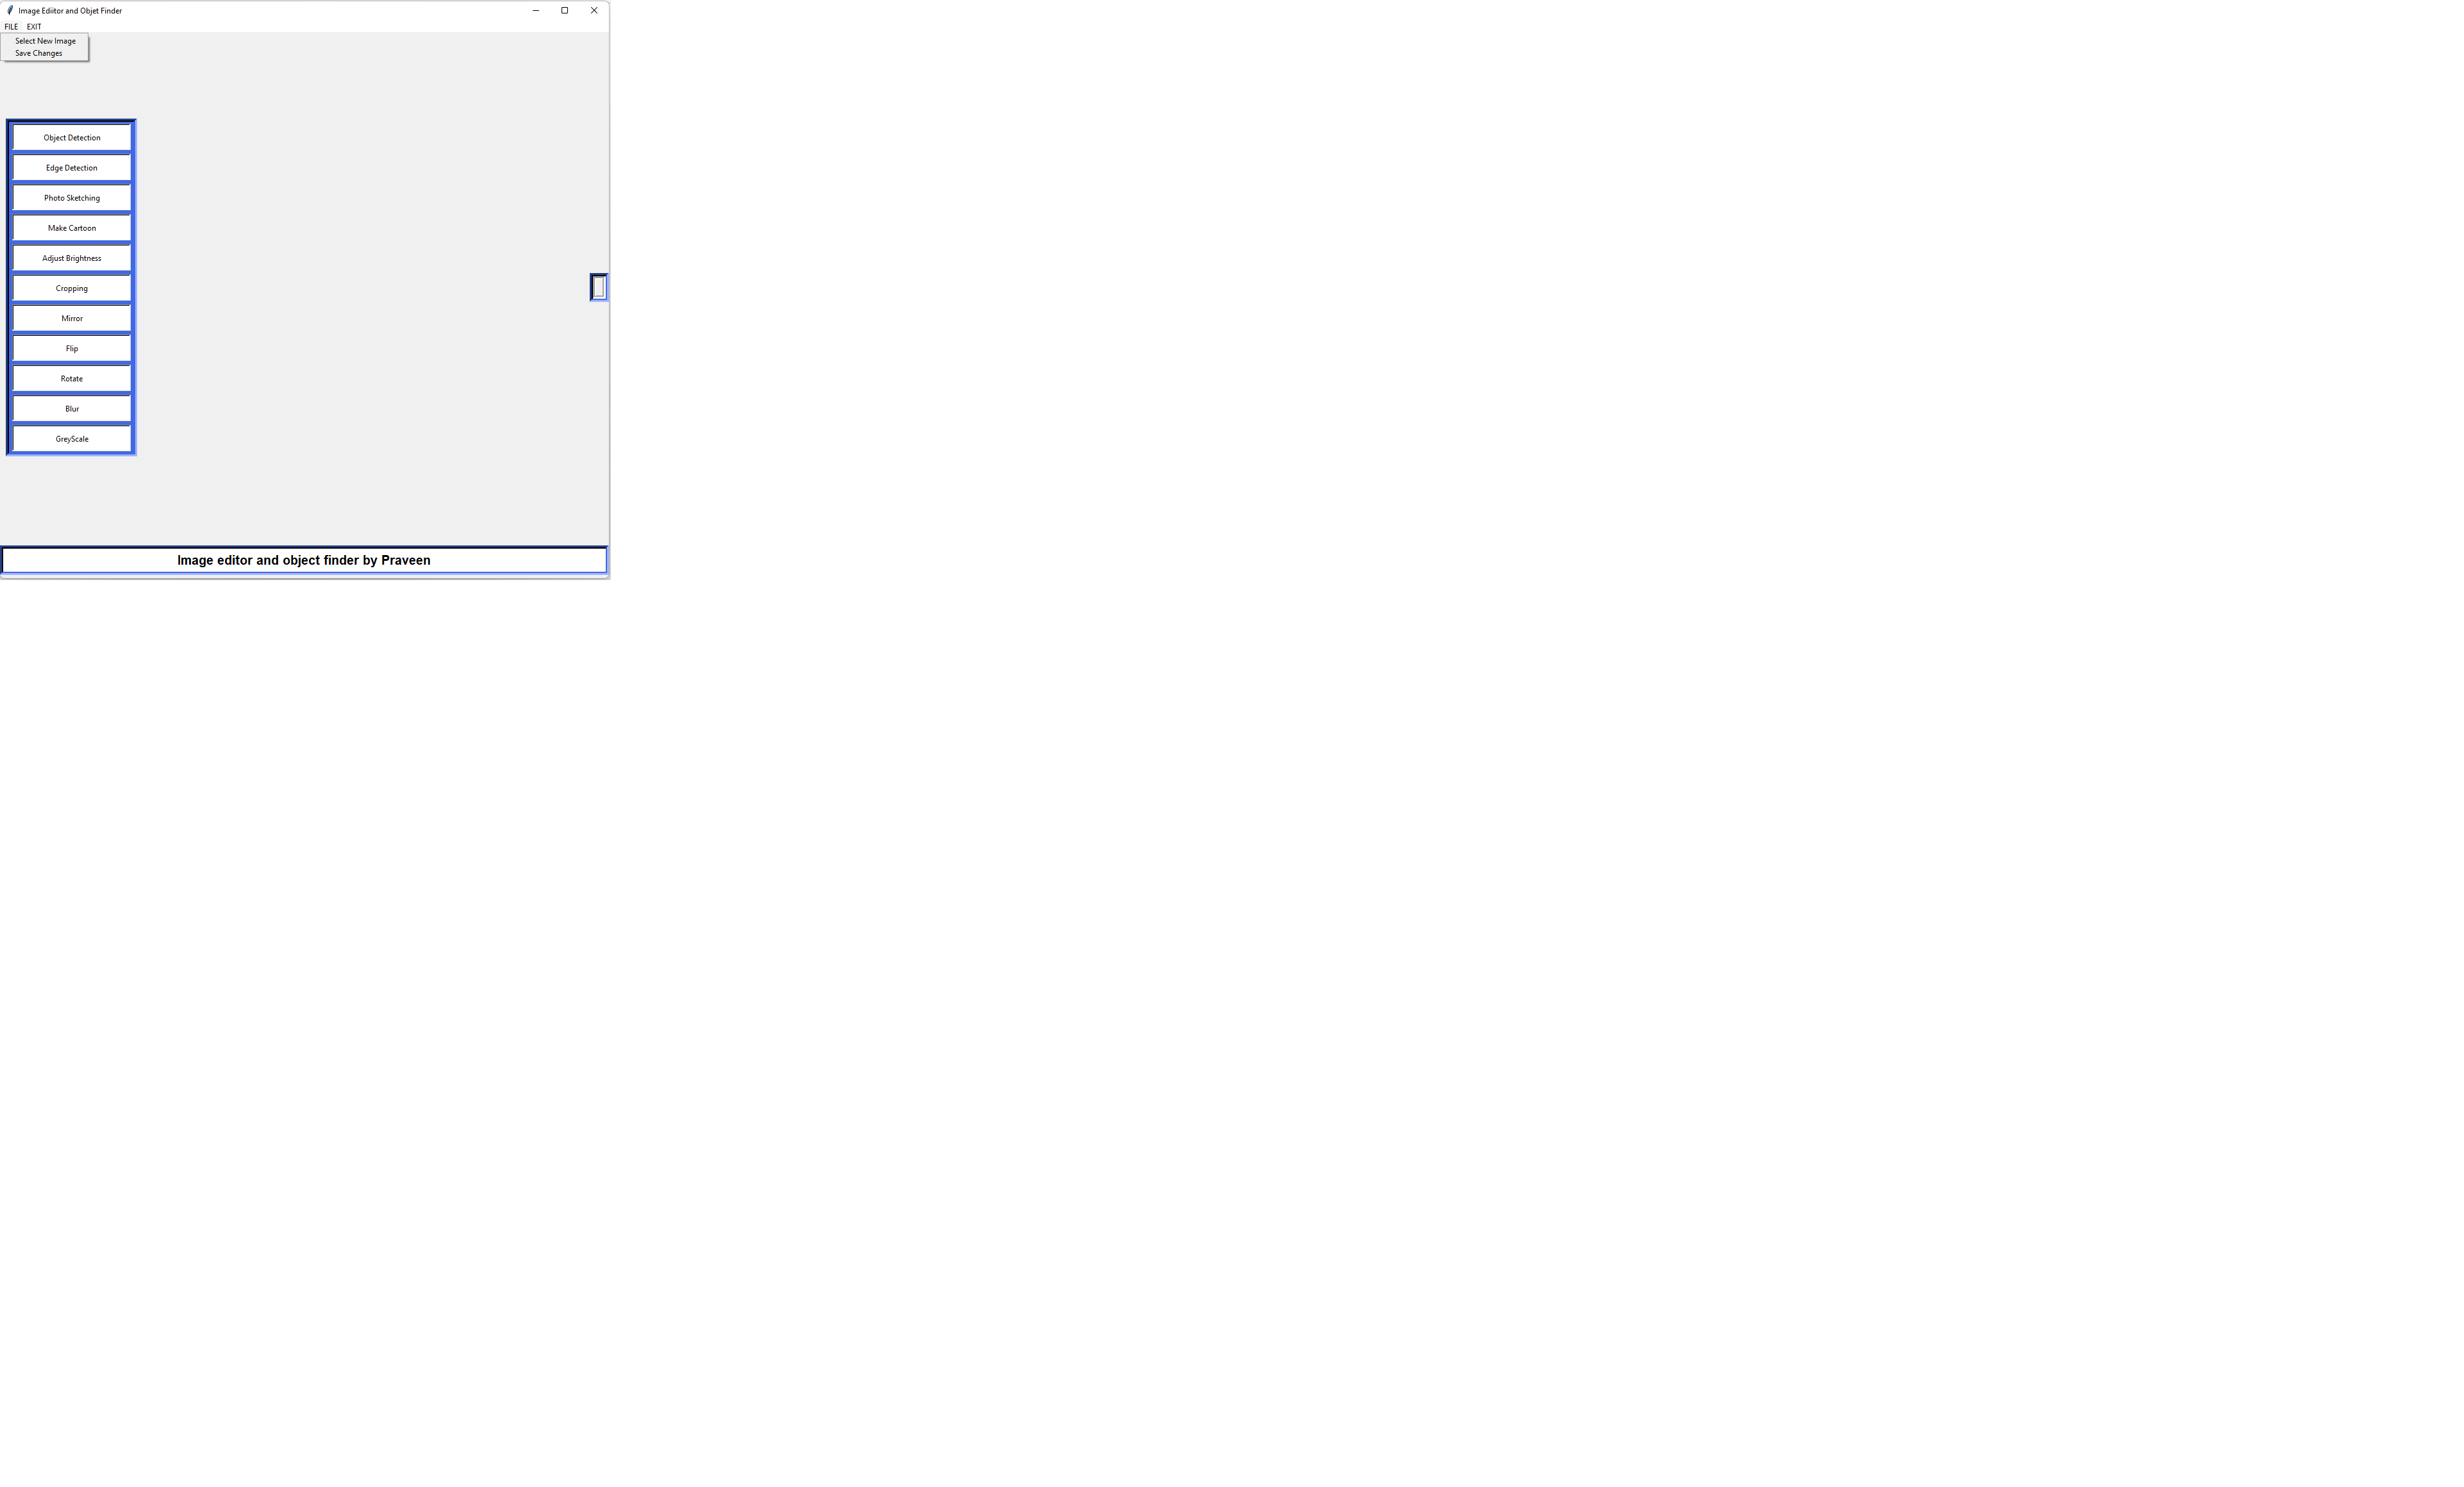 Image Ediitor and Objet Finder
FILE EXIT
Select New Image
Save Changes
Object Detection
Edge Detection
Photo Sketching
Make Cartoon
Adjust Brightness
Cropping
Mirror
Flip
Rotate
Blur
GreyScale
Image editor and object finder by Praveen